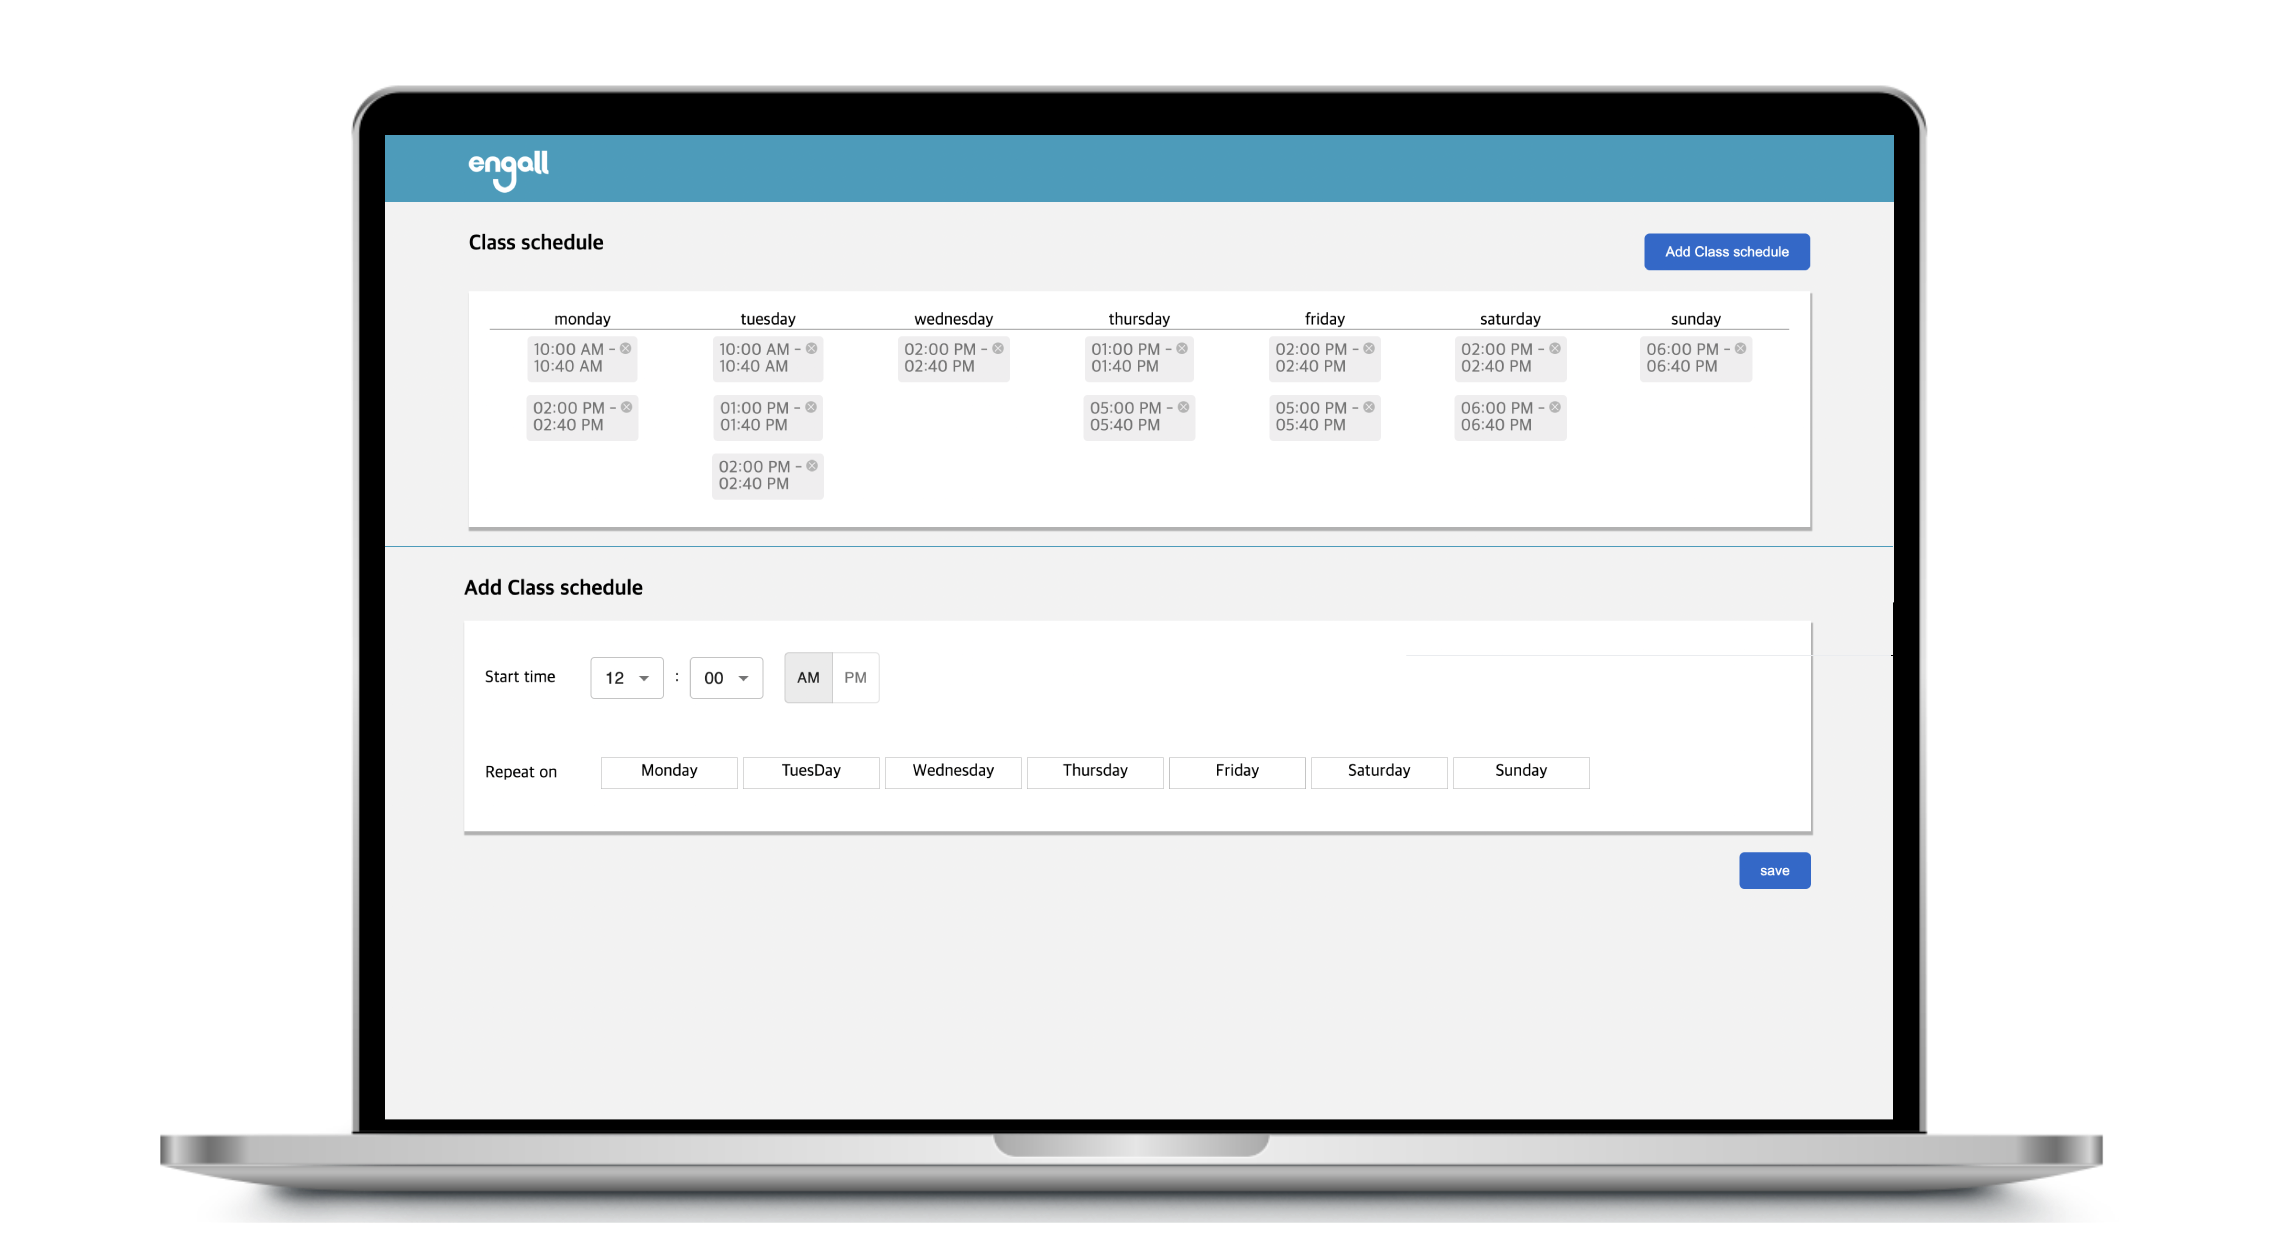 engall
Class schedule
Add Class schedule
monday tuesday wednesday thursday friday saturday sunday
10:00 AM - 10:00 AM - 02:00 PM - 01:00 PM - 02:00 PM - 02:00 PM - 06:00 PM -
10:40 AM 10:40 AM 02:40 PM 01:40 PM 02:40 PM 02:40 PM 06:40 PM
02:00 PM - 01:00 PM - 05:00 PM - 05:00 PM - 06:00 PM -
02:40 PM 01:40 PM 05:40 PM 05:40 PM 06:40 PM
02:00 PM -
02:40 PM
Add Class schedule
Start time 12 : 00 AM PM
Repeat on Monday TuesDay Wednesday Thursday Friday Saturday Sunday
save